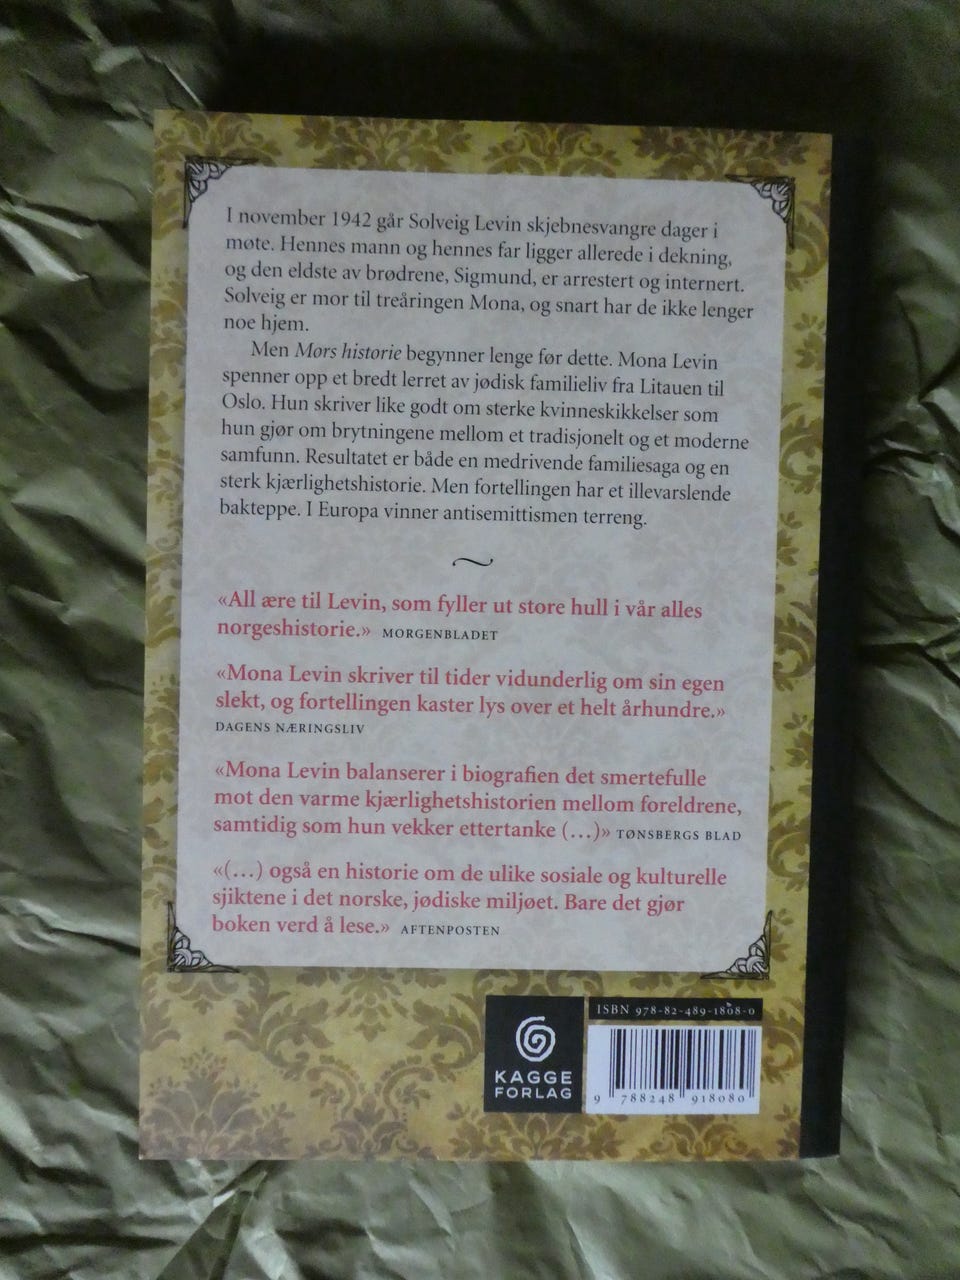 I november 1942 går Solveig Levin skjebnesvangre dager i
møte. Hennes mann og hennes far ligger allerede i dekning,
og den eldste av brødrene, Sigmund, er arrestert og internert.
Solveig er mor til treåringen Mona, og snart har de ikke lenger
noe hjem.
Men Mors historie begynner lenge før dette. Mona Levin
spenner opp et bredt lerret av jødisk familieliv fra Litauen til
Oslo. Hun skriver like godt om sterke kvinneskikkelser som
hun gjør om brytningene mellom et tradisjonelt og et moderne
samfunn. Resultatet er både en medrivende familiesaga og en
sterk kjærlighetshistorie. Men fortellingen har et illevarslende
bakteppe. I Europa vinner antisemittismen terreng.
«All ære til Levin, som fyller ut store hull i vår alles
norgeshistorie.» MORGENBLADET
«Mona Levin skriver til tider vidunderlig om sin egen
slekt, og fortellingen kaster lys over et helt århundre.»
DAGENS NÆRINGSLIV
«Mona Levin balanserer i biografien det smertefulle
mot den varme kjærlighetshistorien mellom foreldrene,
samtidig som hun vekker ettertanke (…)» TØNSBERGS BLAD
«(…) også en historie om de ulike sosiale og kulturelle
sjiktene i det norske, jødiske miljøet. Bare det gjør
boken verd å lese.» AFTENPOSTEN
ISBN 978-82-489-1808-0
KAGGE
FORLAG
9 788248 918080